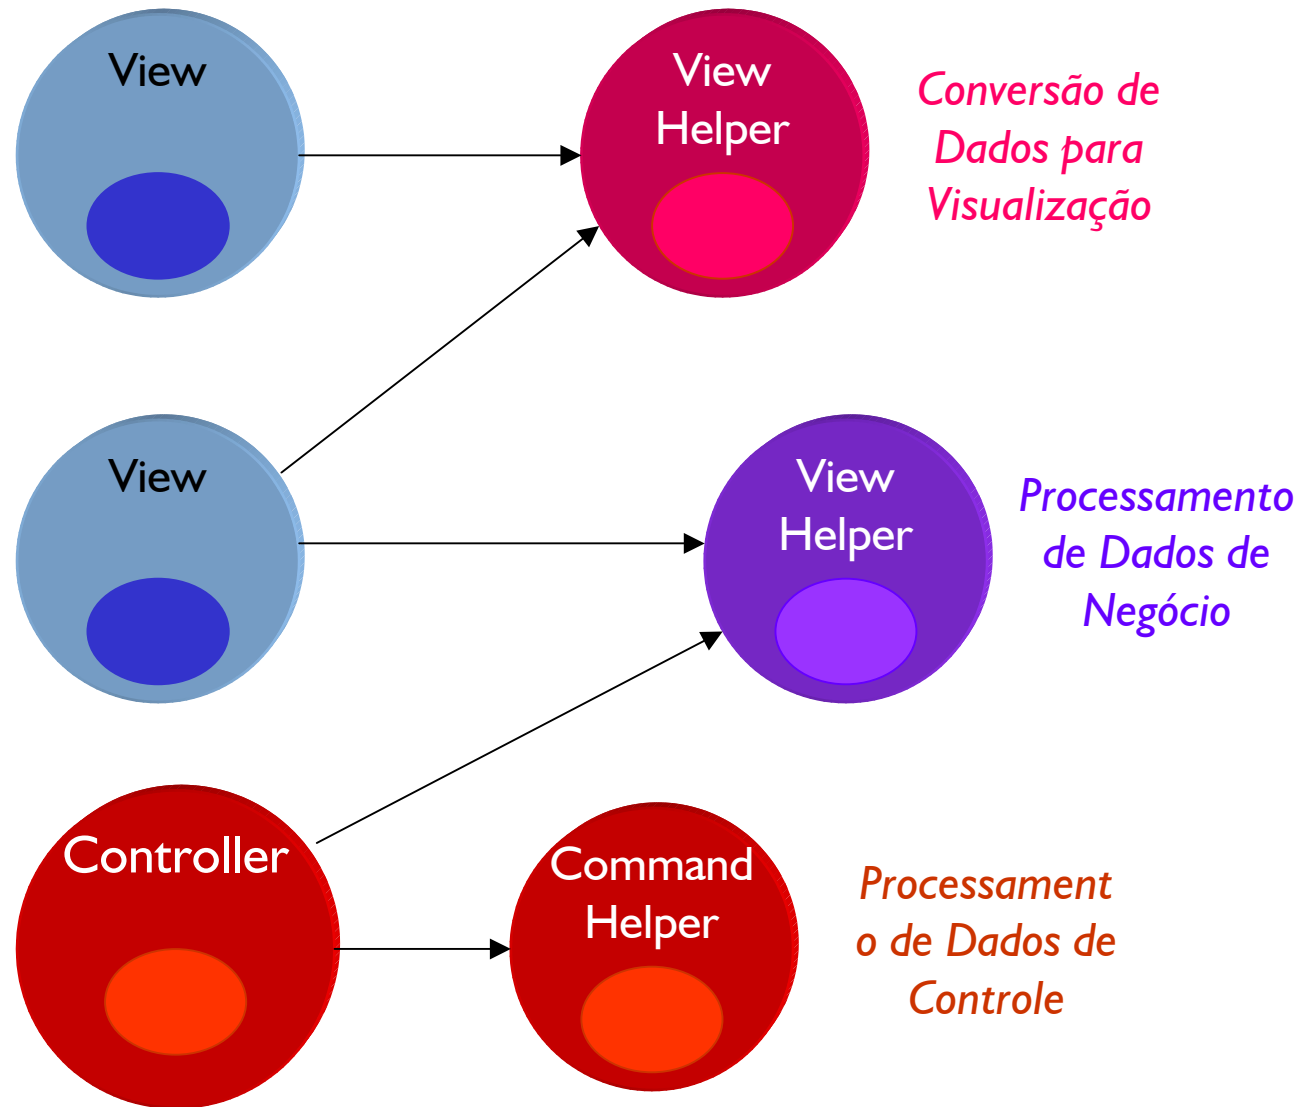 View
View
Helper
Conversão de
Dados para
Visualização
View
View
Helper
Processamento
de Dados de
Negócio
Controller
Command
Helper
Processament
o de Dados de
Controle